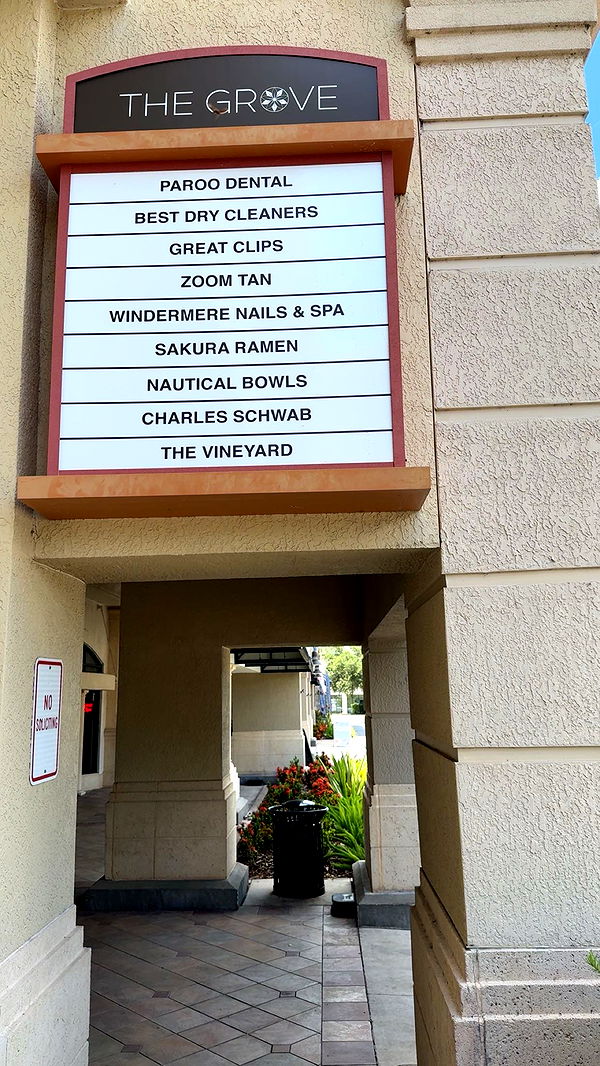 THE GROVE
PAROO DENTAL
BEST DRY CLEANERS
GREAT CLIPS
ZOOM TAN
WINDERMERE NAILS & SPA
SAKURA RAMEN
NAUTICAL BOWLS
CHARLES SCHWAB
THE VINEYARD
NO
SOLICITING